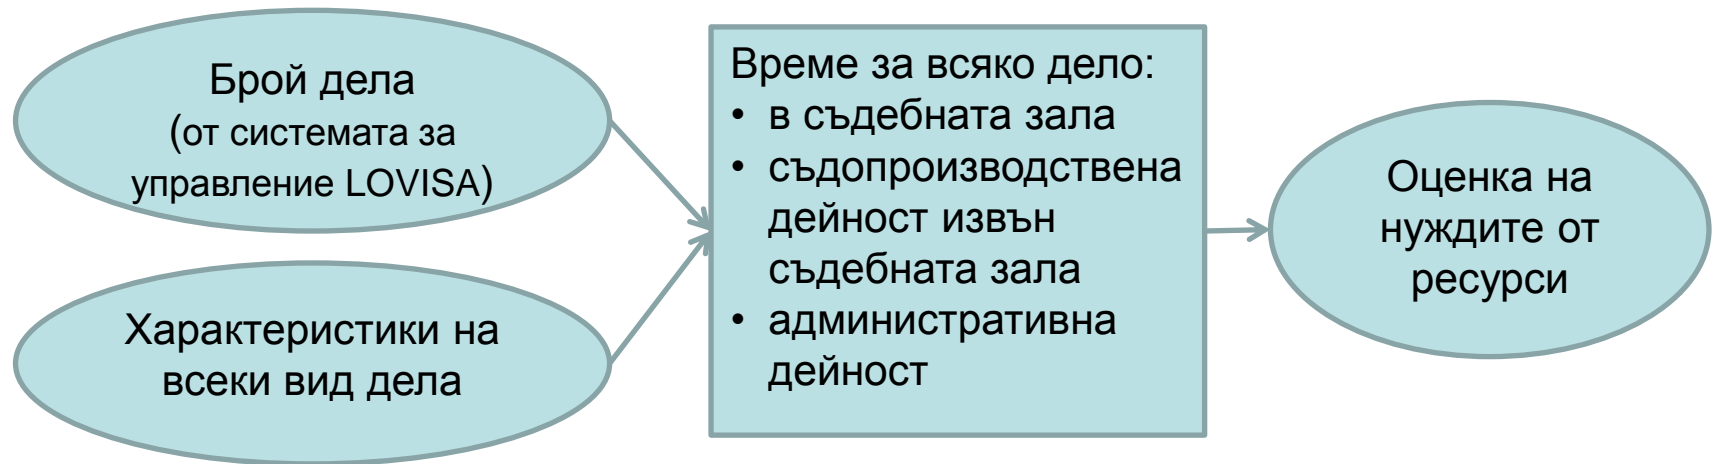 Брой дела
(от системата за
управление LOVISA)
Характеристики на
всеки вид дела
Време за всяко дело:
• в съдебната зала
• съдопроизводствена
дейност извън
съдебната зала
• административна
дейност
Оценка на
нуждите от
ресурси